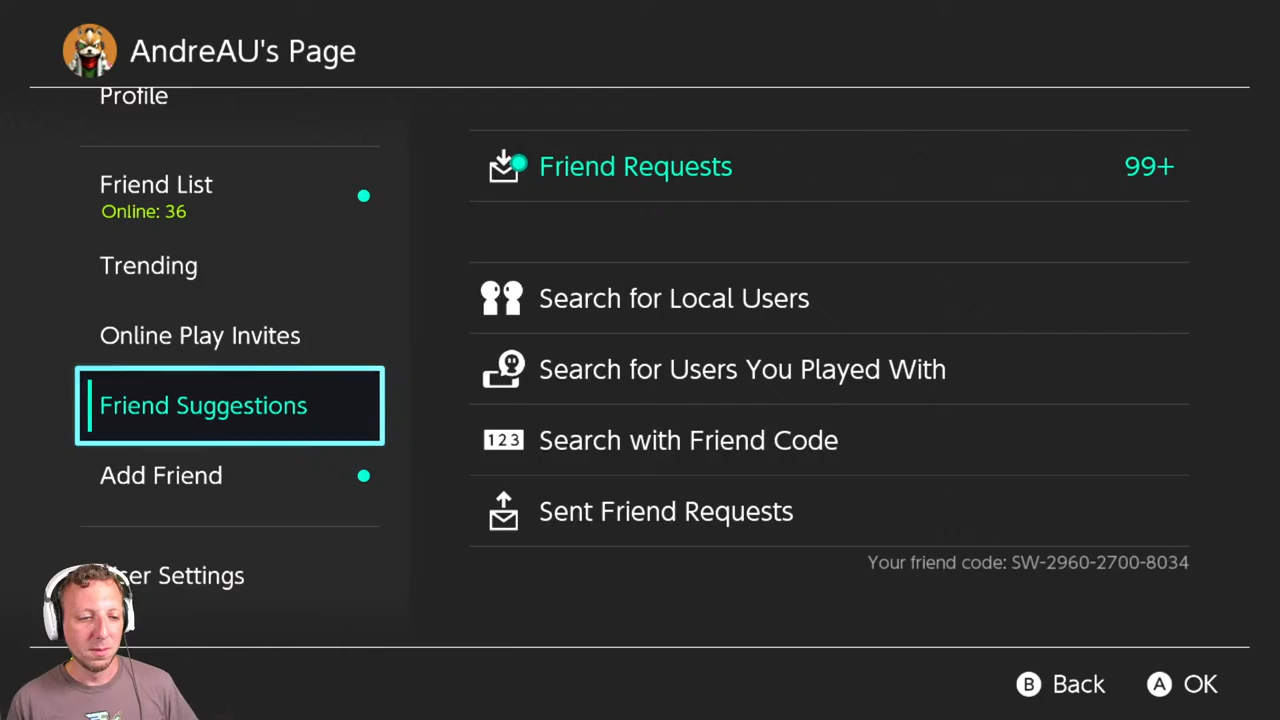 AndreAU's Page
Profile
Friend List
Online: 36
Trending
Online Play Invites
Friend Suggestions
Add Friend
User Settings
Friend Requests 99+
Search for Local Users
Search for Users You Played With
123 Search with Friend Code
Sent Friend Requests
Your friend code: SW-2960-2700-8034
B Back
A OK